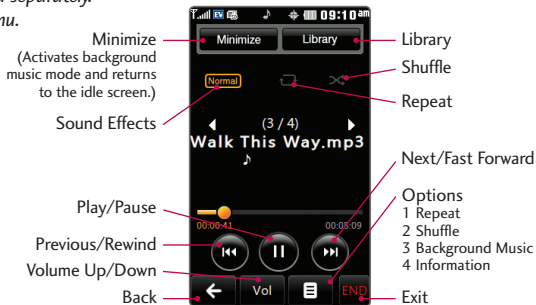 separately.
nu.
Minimize
(Activates background
music mode and returns
to the idle screen.)
Sound Effects
Play/Pause
Previous/Rewind
Volume Up/Down
Back
EV
09:10am
Minimize
Library
Normal
(3 / 4)
Walk This Way.mp3
00:00:41
00:05:09
Vol
END
Library
Shuffle
Repeat
Next/Fast Forward
Options
1 Repeat
2 Shuffle
3 Background Music
4 Information
Exit